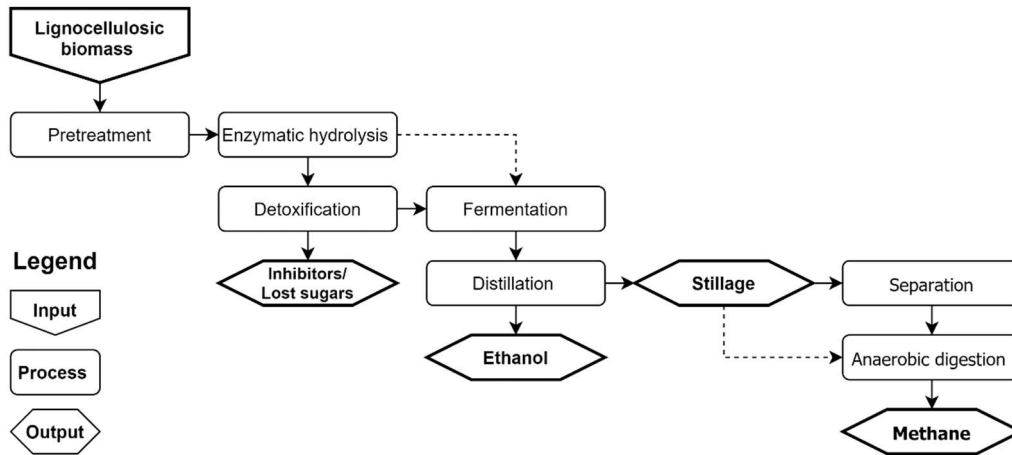 Lignocellulosic
biomass
Pretreatment
Enzymatic hydrolysis
Detoxification
Fermentation
Inhibitors/
Lost sugars
Distillation
Stillage
Separation
Ethanol
Anaerobic digestion
Methane
Legend
Input
Process
Output